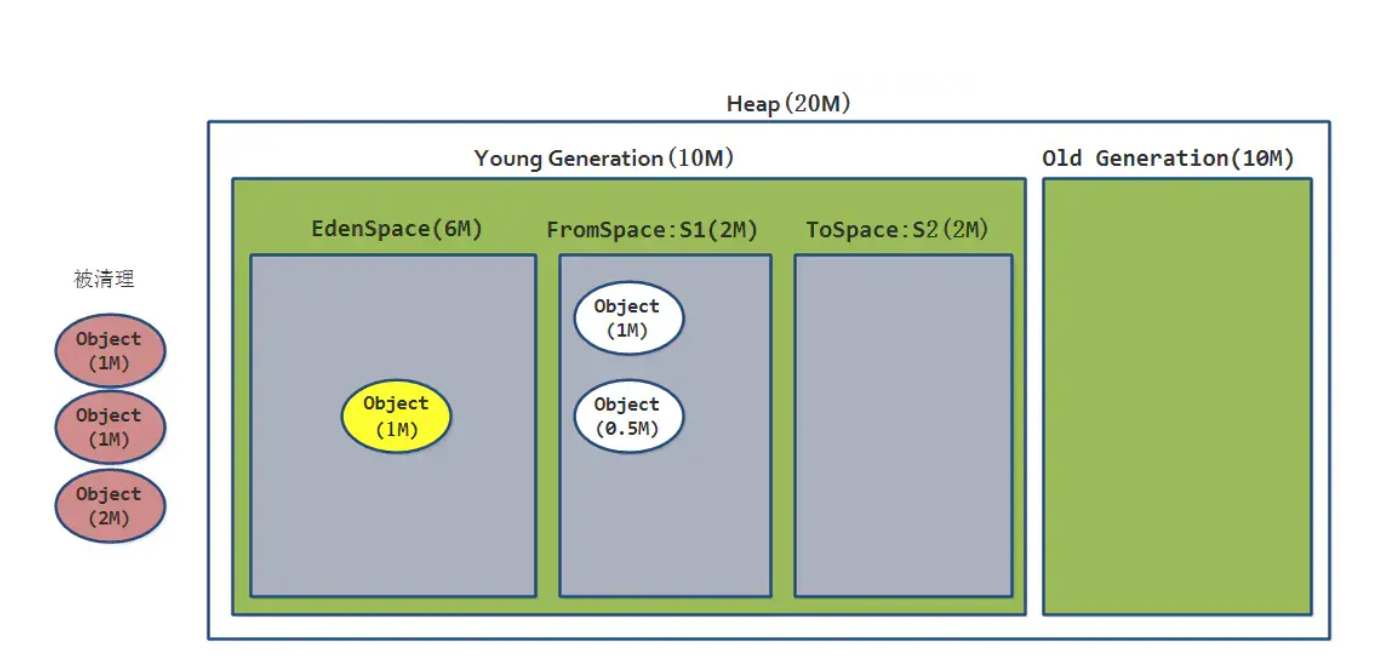 Heap(20M)
Young Generation(10M)
Old Generation(10M)
EdenSpace(6M)
FromSpace:S1(2M)
ToSpace:S2(2M)
被清理
Object
(1M)
Object
(1M)
Object
(2M)
Object
(1M)
Object
(1M)
Object
(0.5M)